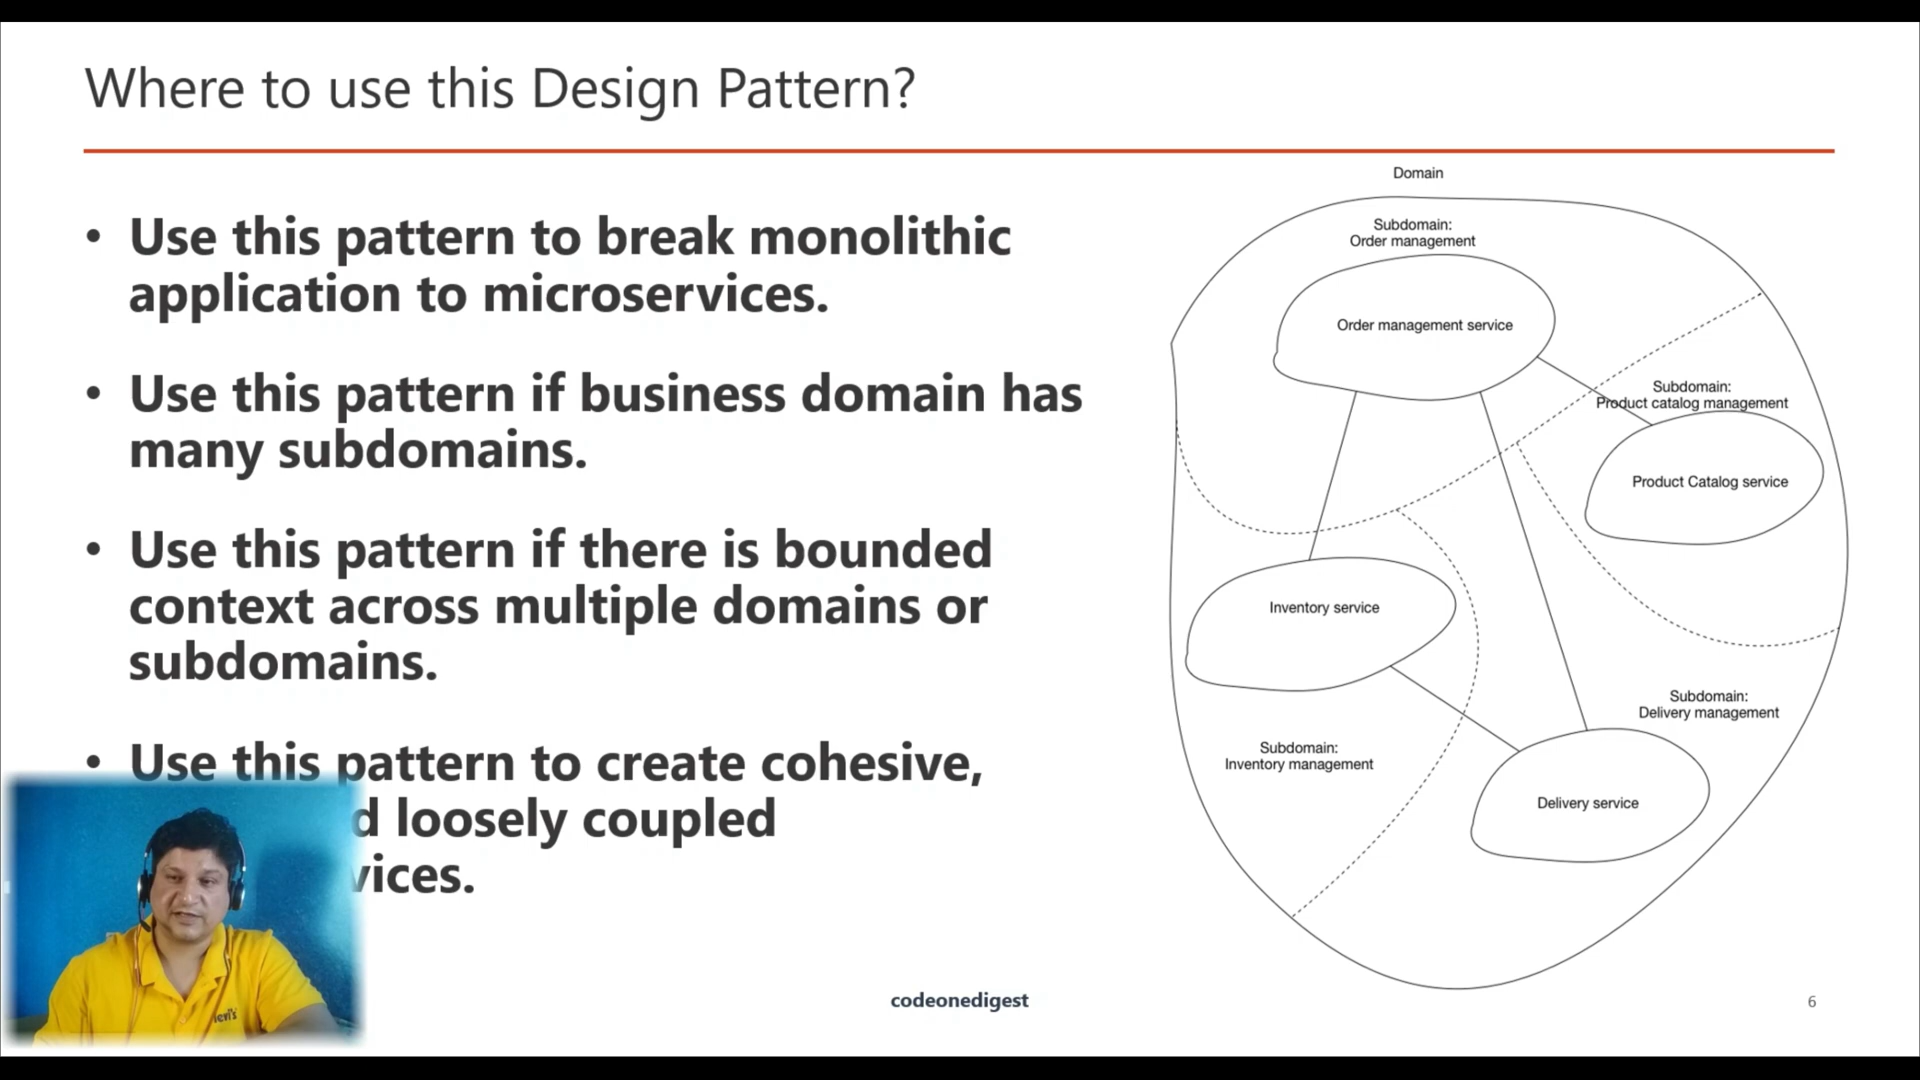 Where to use this Design Pattern?
• Use this pattern to break monolithic
application to microservices.
• Use this pattern if business domain has
many subdomains.
• Use this pattern if there is bounded
context across multiple domains or
subdomains.
• Use this pattern to create cohesive,
loosely coupled
Domain
Subdomain:
Order management
Order management service
Subdomain:
Product catalog management
Product Catalog service
Inventory service
Subdomain:
Delivery management
Subdomain:
Inventory management
Delivery service
levi's
codeonedigest
6